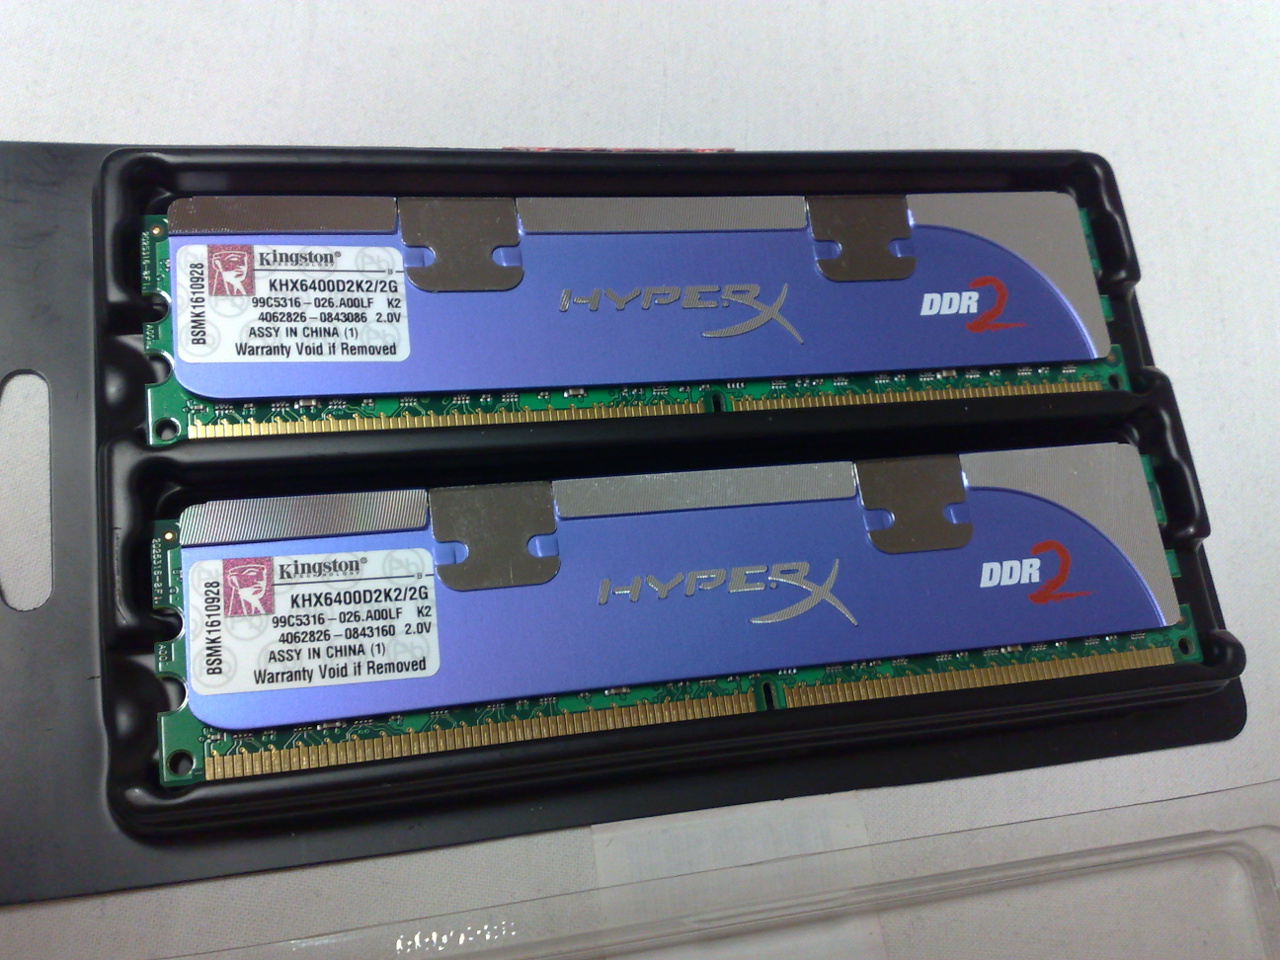 BSMK1610928
Kingston®
TECHNOLOGY
KHX6400D2K2/2G
99C5316-026.A00LF K2
4062826-0843086 2.0V
ASSY IN CHINA (1)
Warranty Void if Removed
HYPERX
DDR2
BSMK1610928
Kingston®
TECHNOLOGY
KHX6400D2K2/2G
99C5316-026.A00LF K2
4062826-0843160 2.0V
ASSY IN CHINA (1)
Warranty Void if Removed
HYPERX
DDR2